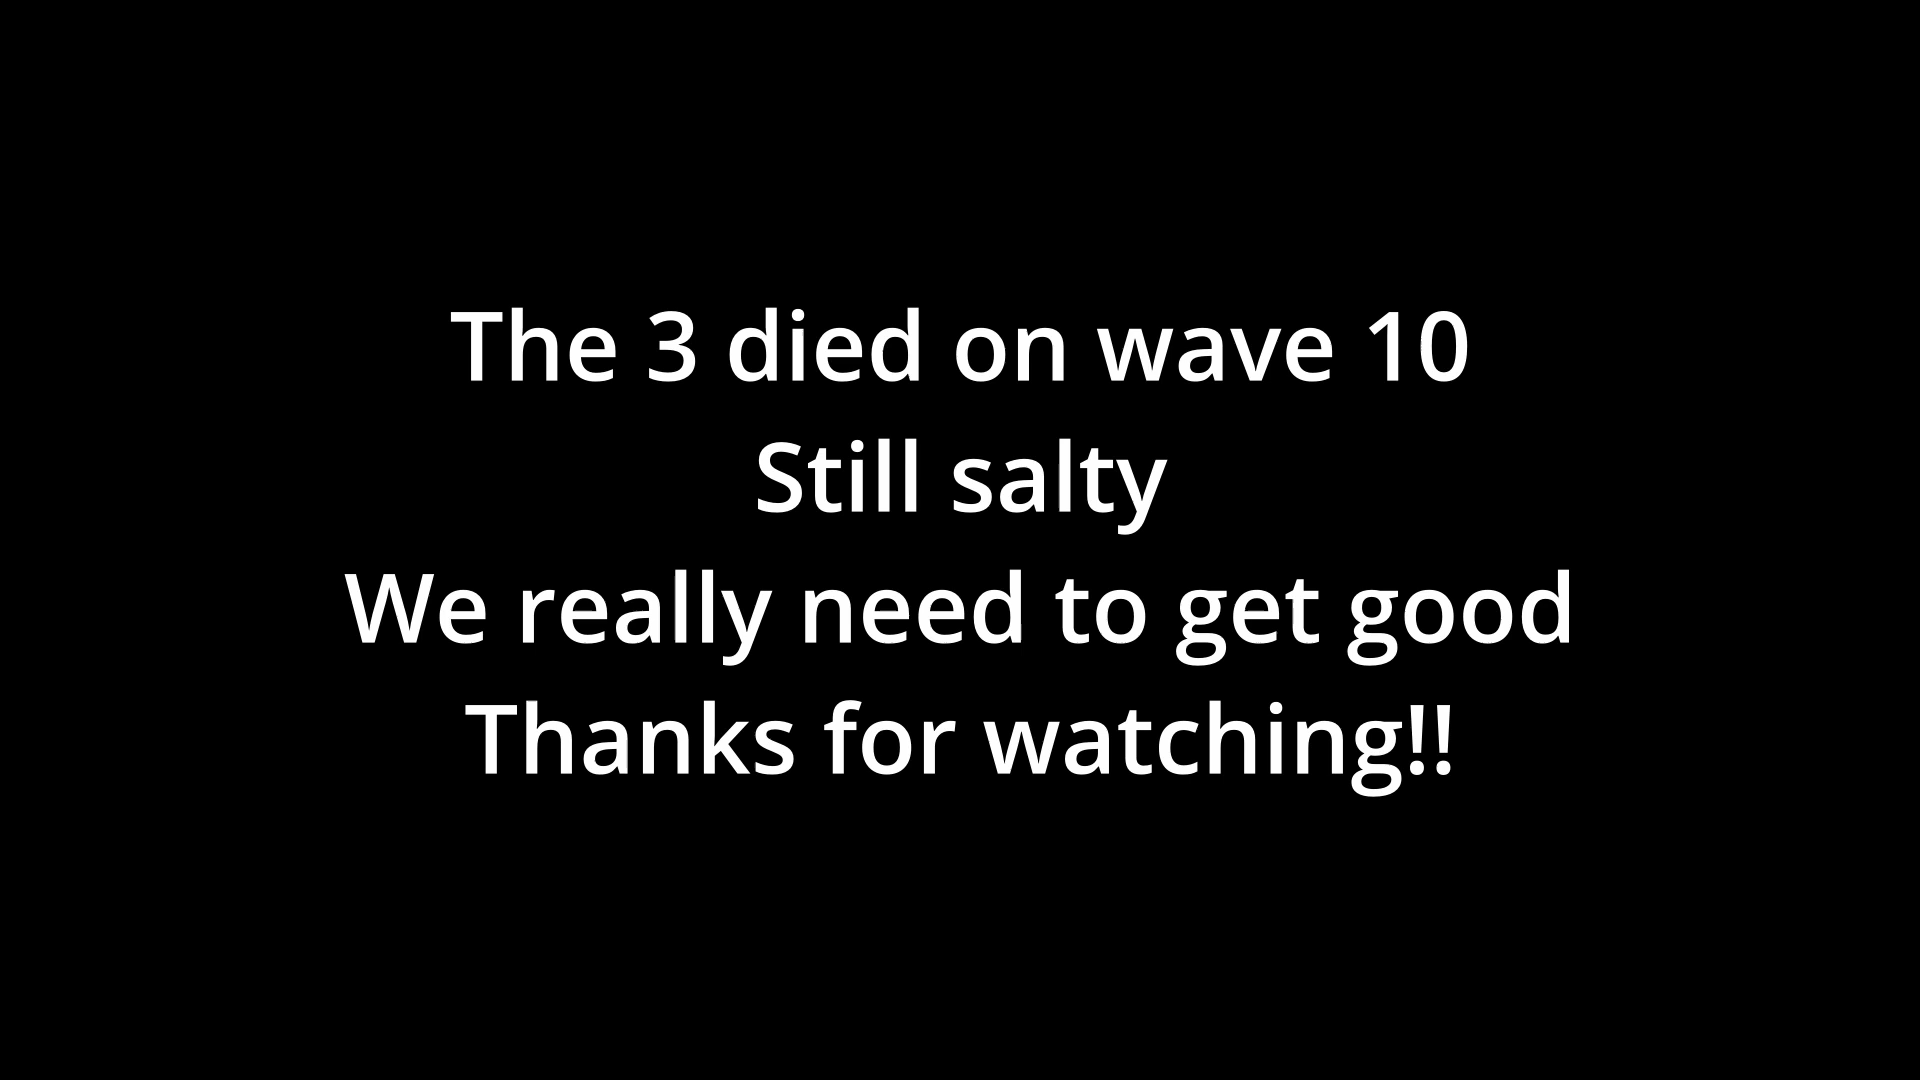 The 3 died on wave 10
Still salty
We really need to get good
Thanks for watching!!